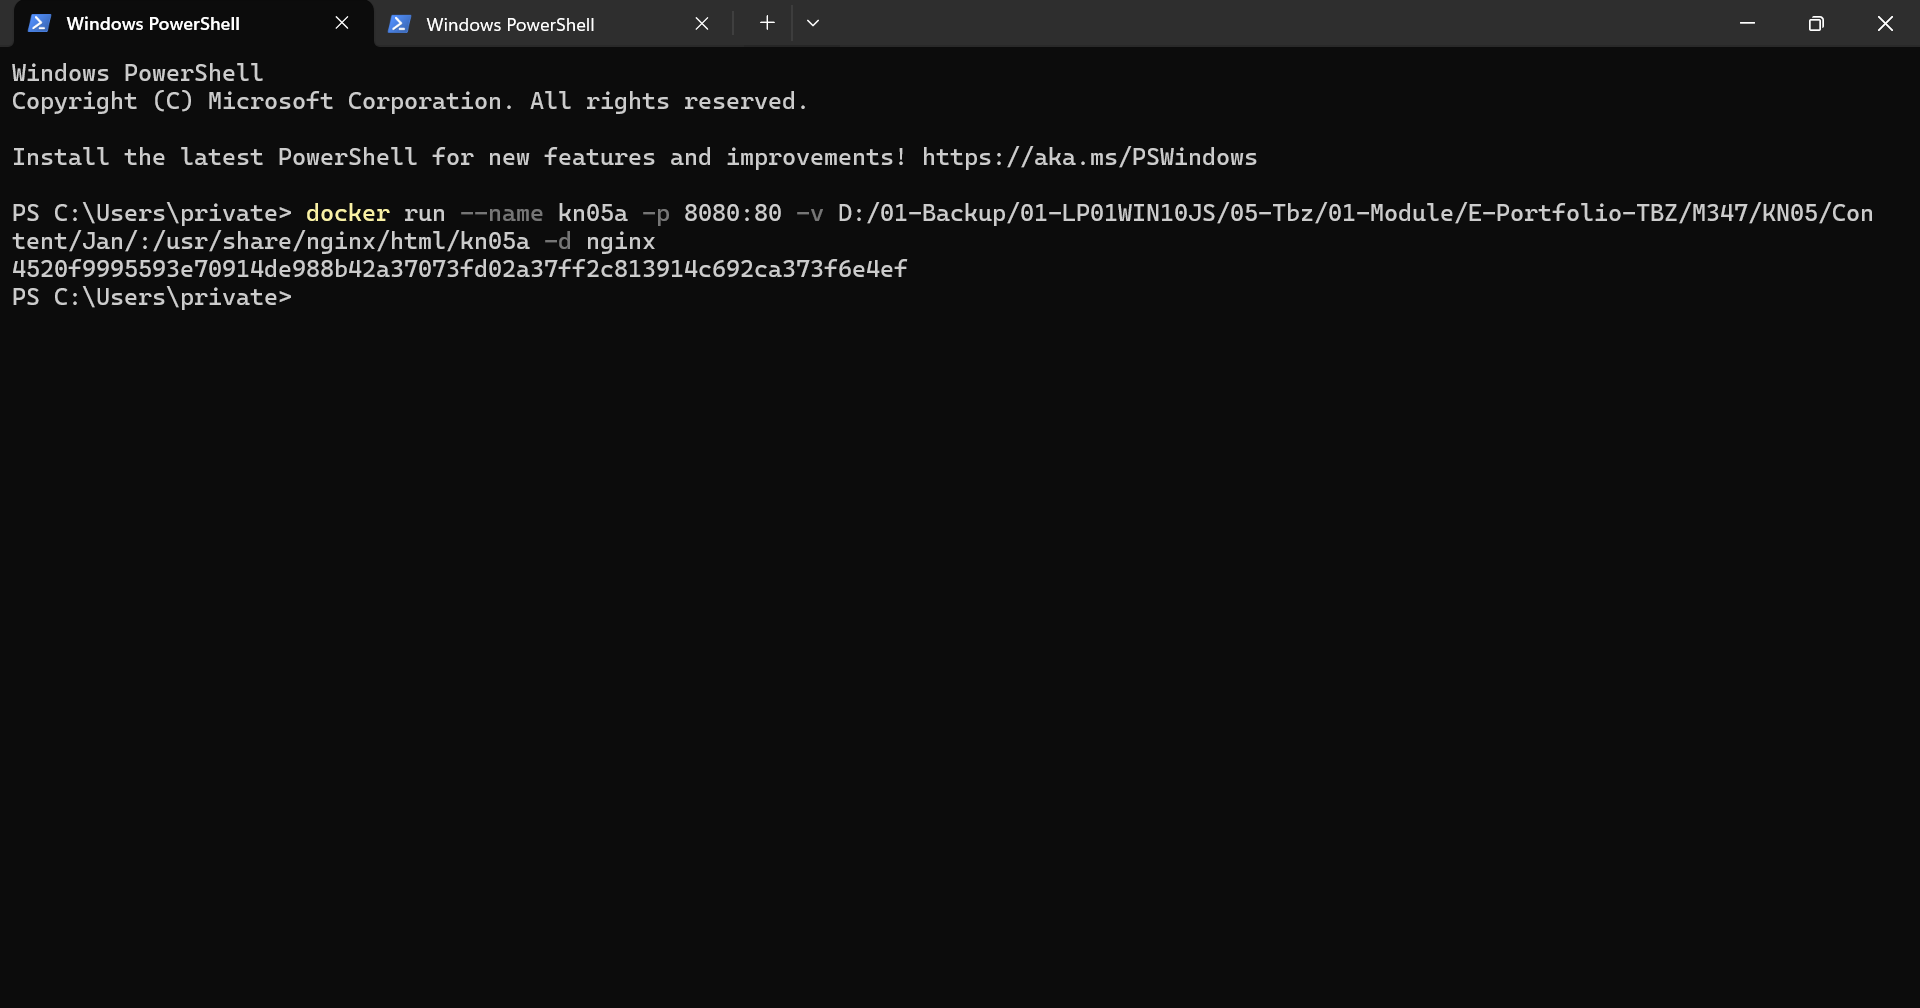 Windows PowerShell
Windows PowerShell
Windows PowerShell
Copyright (C) Microsoft Corporation. All rights reserved.
Install the latest PowerShell for new features and improvements! https://aka.ms/PSWindows
PS C:\Users\private> docker run --name kn05a -p 8080:80 -v D:/01-Backup/01-LP01WIN10JS/05-Tbz/01-Module/E-Portfolio-TBZ/M347/KN05/Con
tent/Jan/:/usr/share/nginx/html/kn05a -d nginx
4520f9995593e70914de988b42a37073fd02a37ff2c813914c692ca373f6e4ef
PS C:\Users\private>